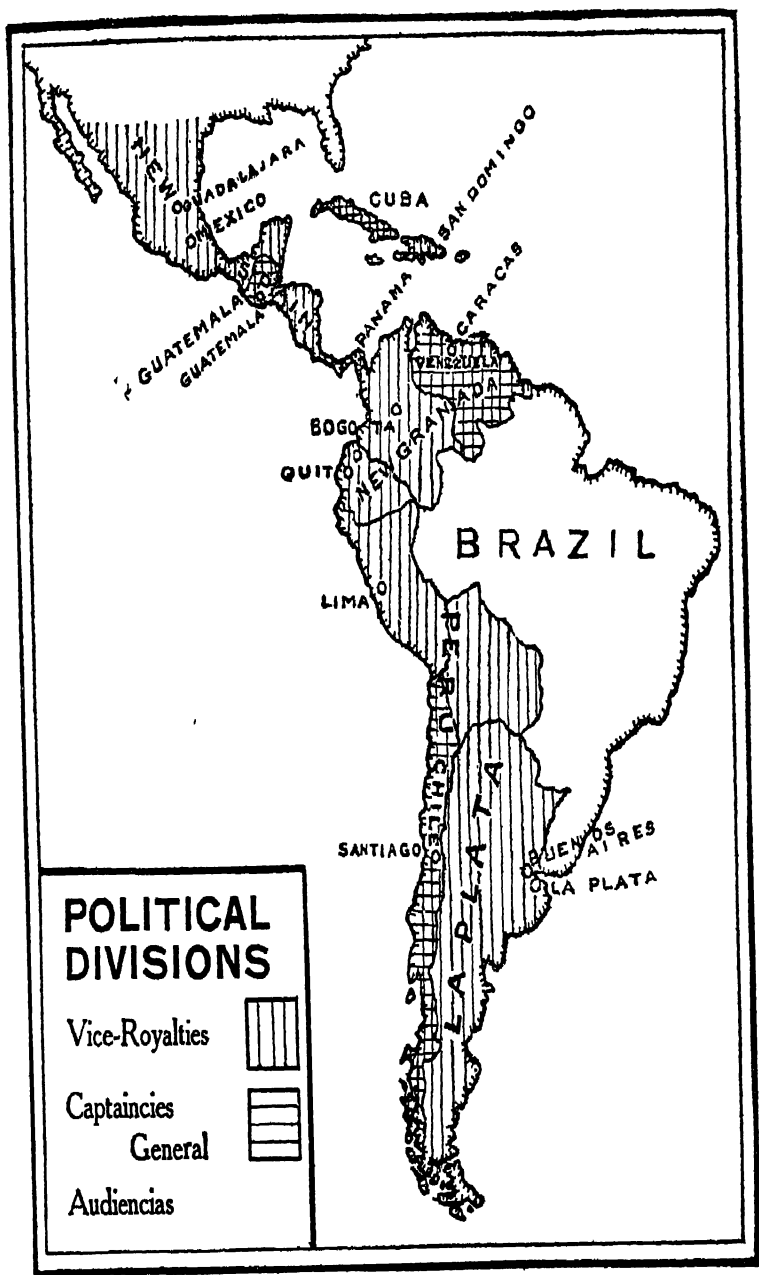 NEW SPAIN
GUADALAJARA
MEXICO
CUBA
SAN DOMINGO
PANAMA
CARACAS
GUATEMALA
GUATEMALA
VENEZUELA
BOGOTA
NEW GRANADA
QUITO
BRAZIL
LIMA
PERU
CHILE
SANTIAGO
LA PLATA
BUENOS
AIRES
LA PLATA
POLITICAL
DIVISIONS
Vice-Royalties
Captaincies
General
Audiencias